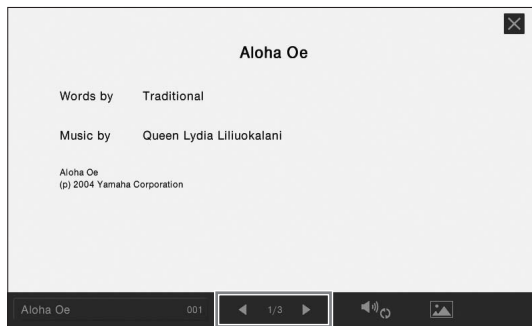 Aloha Oe
Words by Traditional
Music by Queen Lydia Liliuokalani
Aloha Oe
(p) 2004 Yamaha Corporation
Aloha Oe 001 1/3